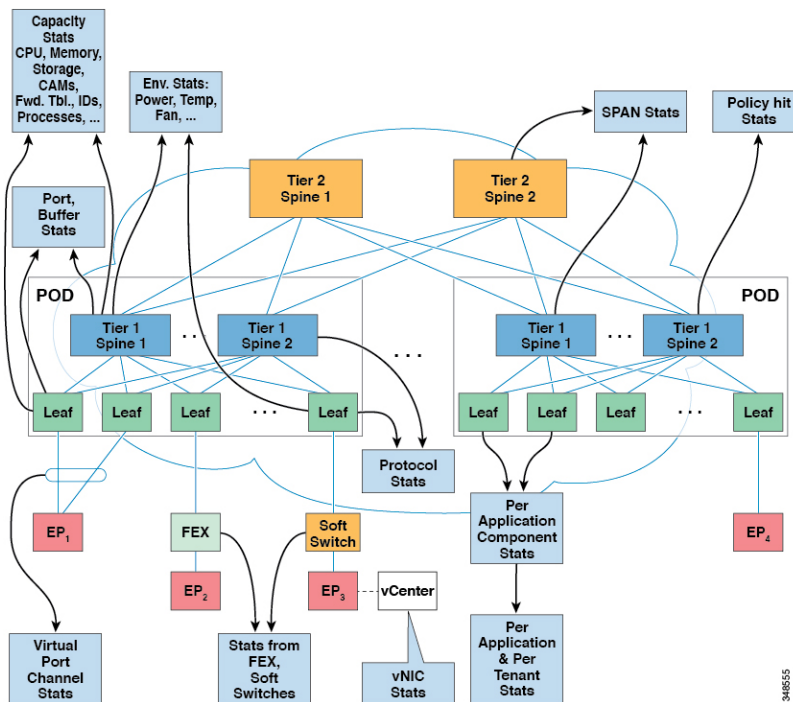 Capacity
Stats
CPU, Memory,
Storage,
CAMs,
Fwd. Tbl., IDs,
Processes, ...
Env. Stats:
Power, Temp,
Fan, ...
SPAN Stats
Policy hit
Stats
Port,
Buffer
Stats
Tier 2
Spine 1
Tier 2
Spine 2
POD
POD
Tier 1
Spine 1
. .
Tier 1
Spine 2
. . .
Tier 1
Spine 1
. . .
Tier 1
Spine 2
Leaf
Leaf
Leaf
...
Leaf
Leaf
Leaf
Leaf
...
Leaf
Protocol
Stats
EP1
FEX
Soft
Switch
Per
Application
Component
Stats
EP4
EP2
EP3
vCenter
Virtual
Port
Channel
Stats
Stats from
FEX,
Soft
Switches
vNIC
Stats
Per
Application
& Per
Tenant
Stats
348555